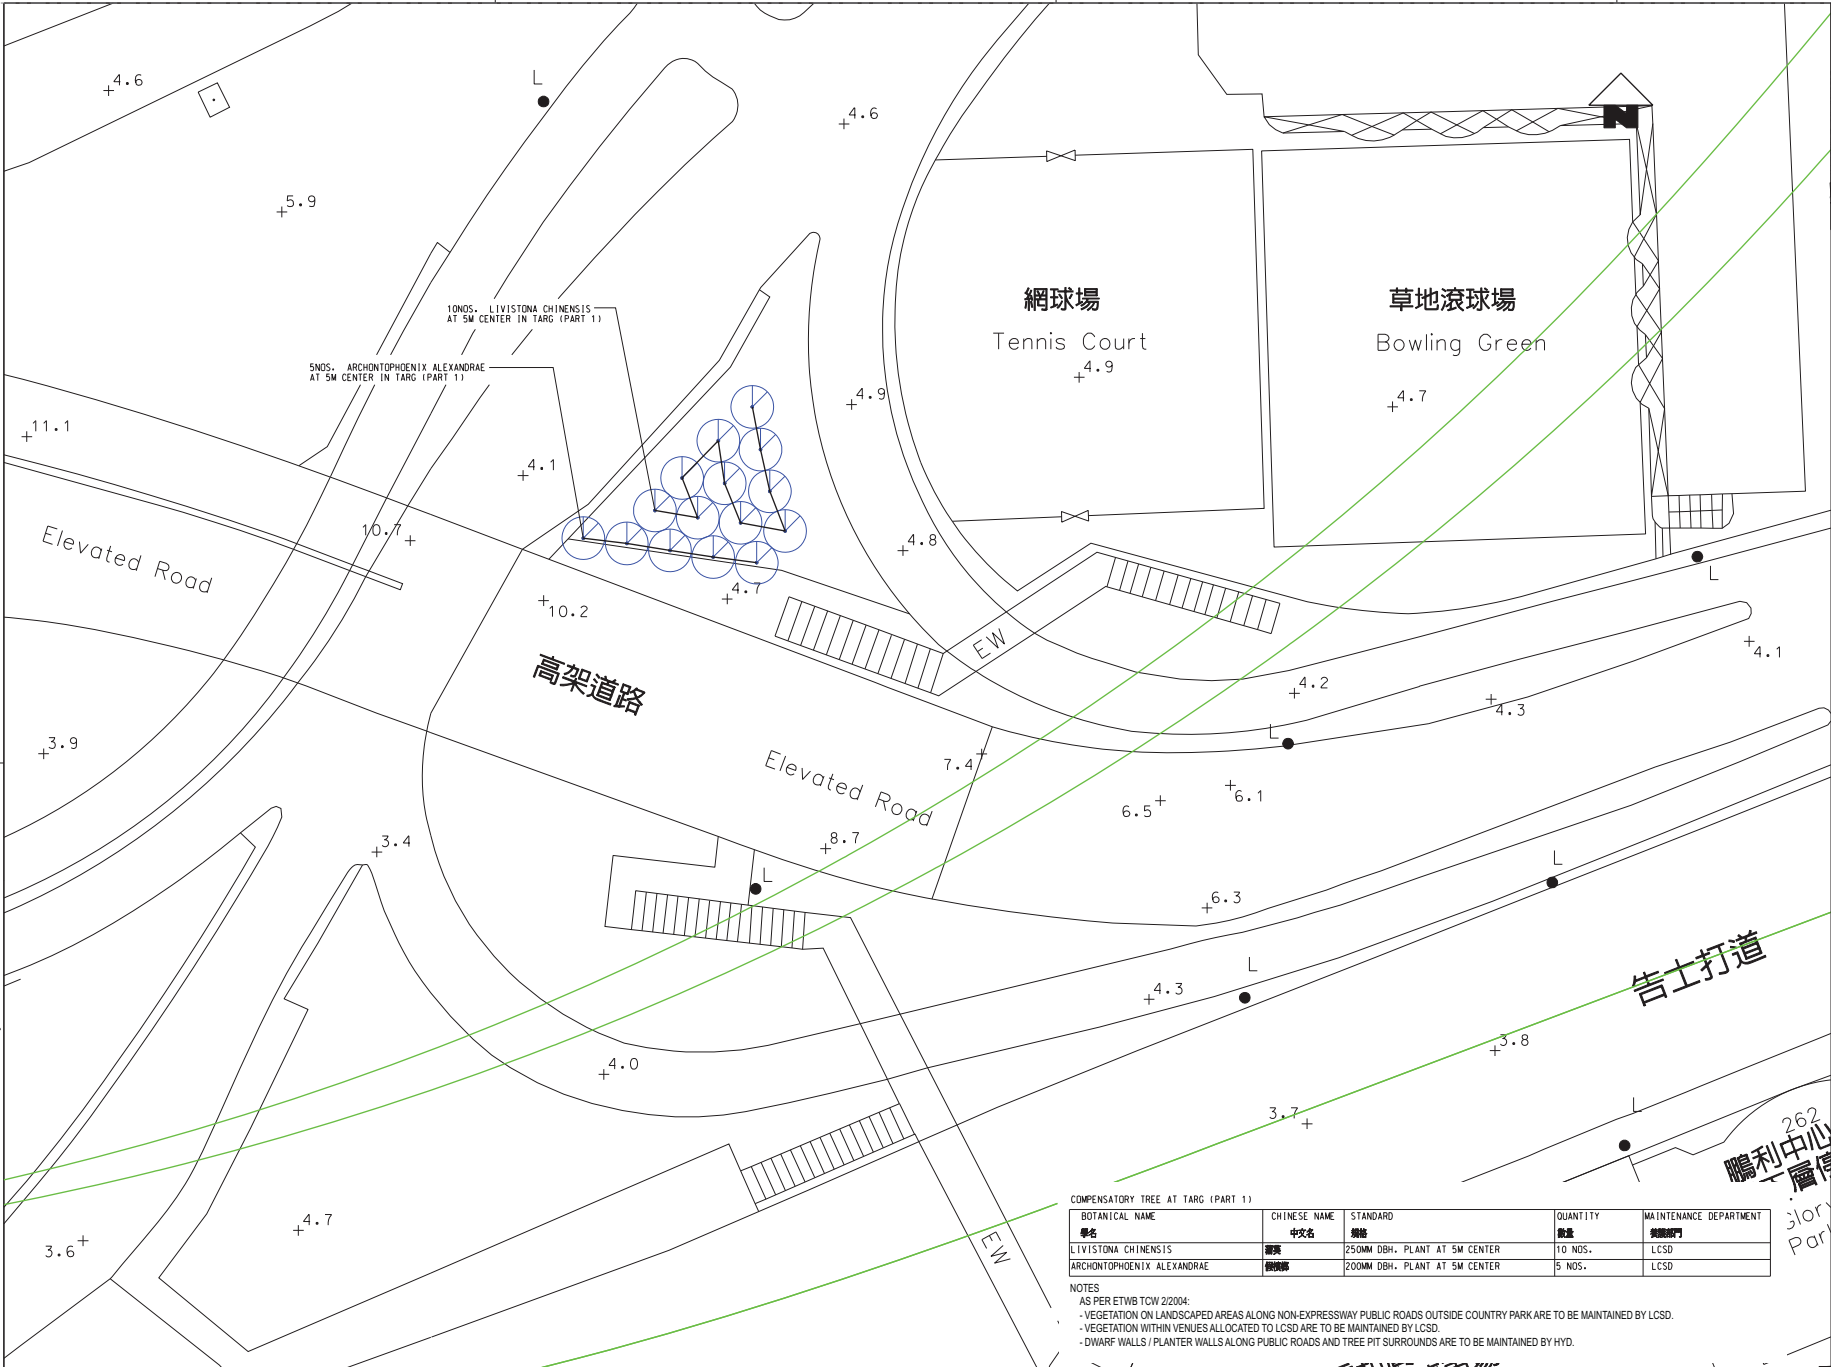 L
4.6
4.6
N
5.9
網球場
Tennis Court
4.9
草地滾球場
Bowling Green
4.7
10NOS. LIVISTONA CHINENSIS
AT 5M CENTER IN TARG (PART 1)
5NOS. ARCHONTOPHOENIX ALEXANDRAE
AT 5M CENTER IN TARG (PART 1)
4.9
11.1
4.1
10.7
4.8
Elevated Road
4.7
10.2
L
EW
高架道路
4.1
4.2
4.3
L
3.9
Elevated Road
7.4
6.1
6.5
8.7
3.4
L
L
6.3
告士打道
L
4.3
3.8
4.0
L
3.7
262
鵬利中心
層停
Glory
Park
4.7
3.6
EW
COMPENSATORY TREE AT TARG (PART 1)
BOTANICAL NAME CHINESE NAME STANDARD QUANTITY MAINTENANCE DEPARTMENT
學名 中文名 規格 數量
LIVISTONA CHINENSIS 250MM DBH. PLANT AT 5M CENTER 10 NOS. LCSD
ARCHONTOPHOENIX ALEXANDRAE 200MM DBH. PLANT AT 5M CENTER 5 NOS. LCSD
NOTES
AS PER ETWB TCW 2/2004:
- VEGETATION ON LANDSCAPED AREAS ALONG NON-EXPRESSWAY PUBLIC ROADS OUTSIDE COUNTRY PARK ARE TO BE MAINTAINED BY LCSD.
- VEGETATION WITHIN VENUES ALLOCATED TO LCSD ARE TO BE MAINTAINED BY LCSD.
- DWARF WALLS / PLANTER WALLS ALONG PUBLIC ROADS AND TREE PIT SURROUNDS ARE TO BE MAINTAINED BY HYD.